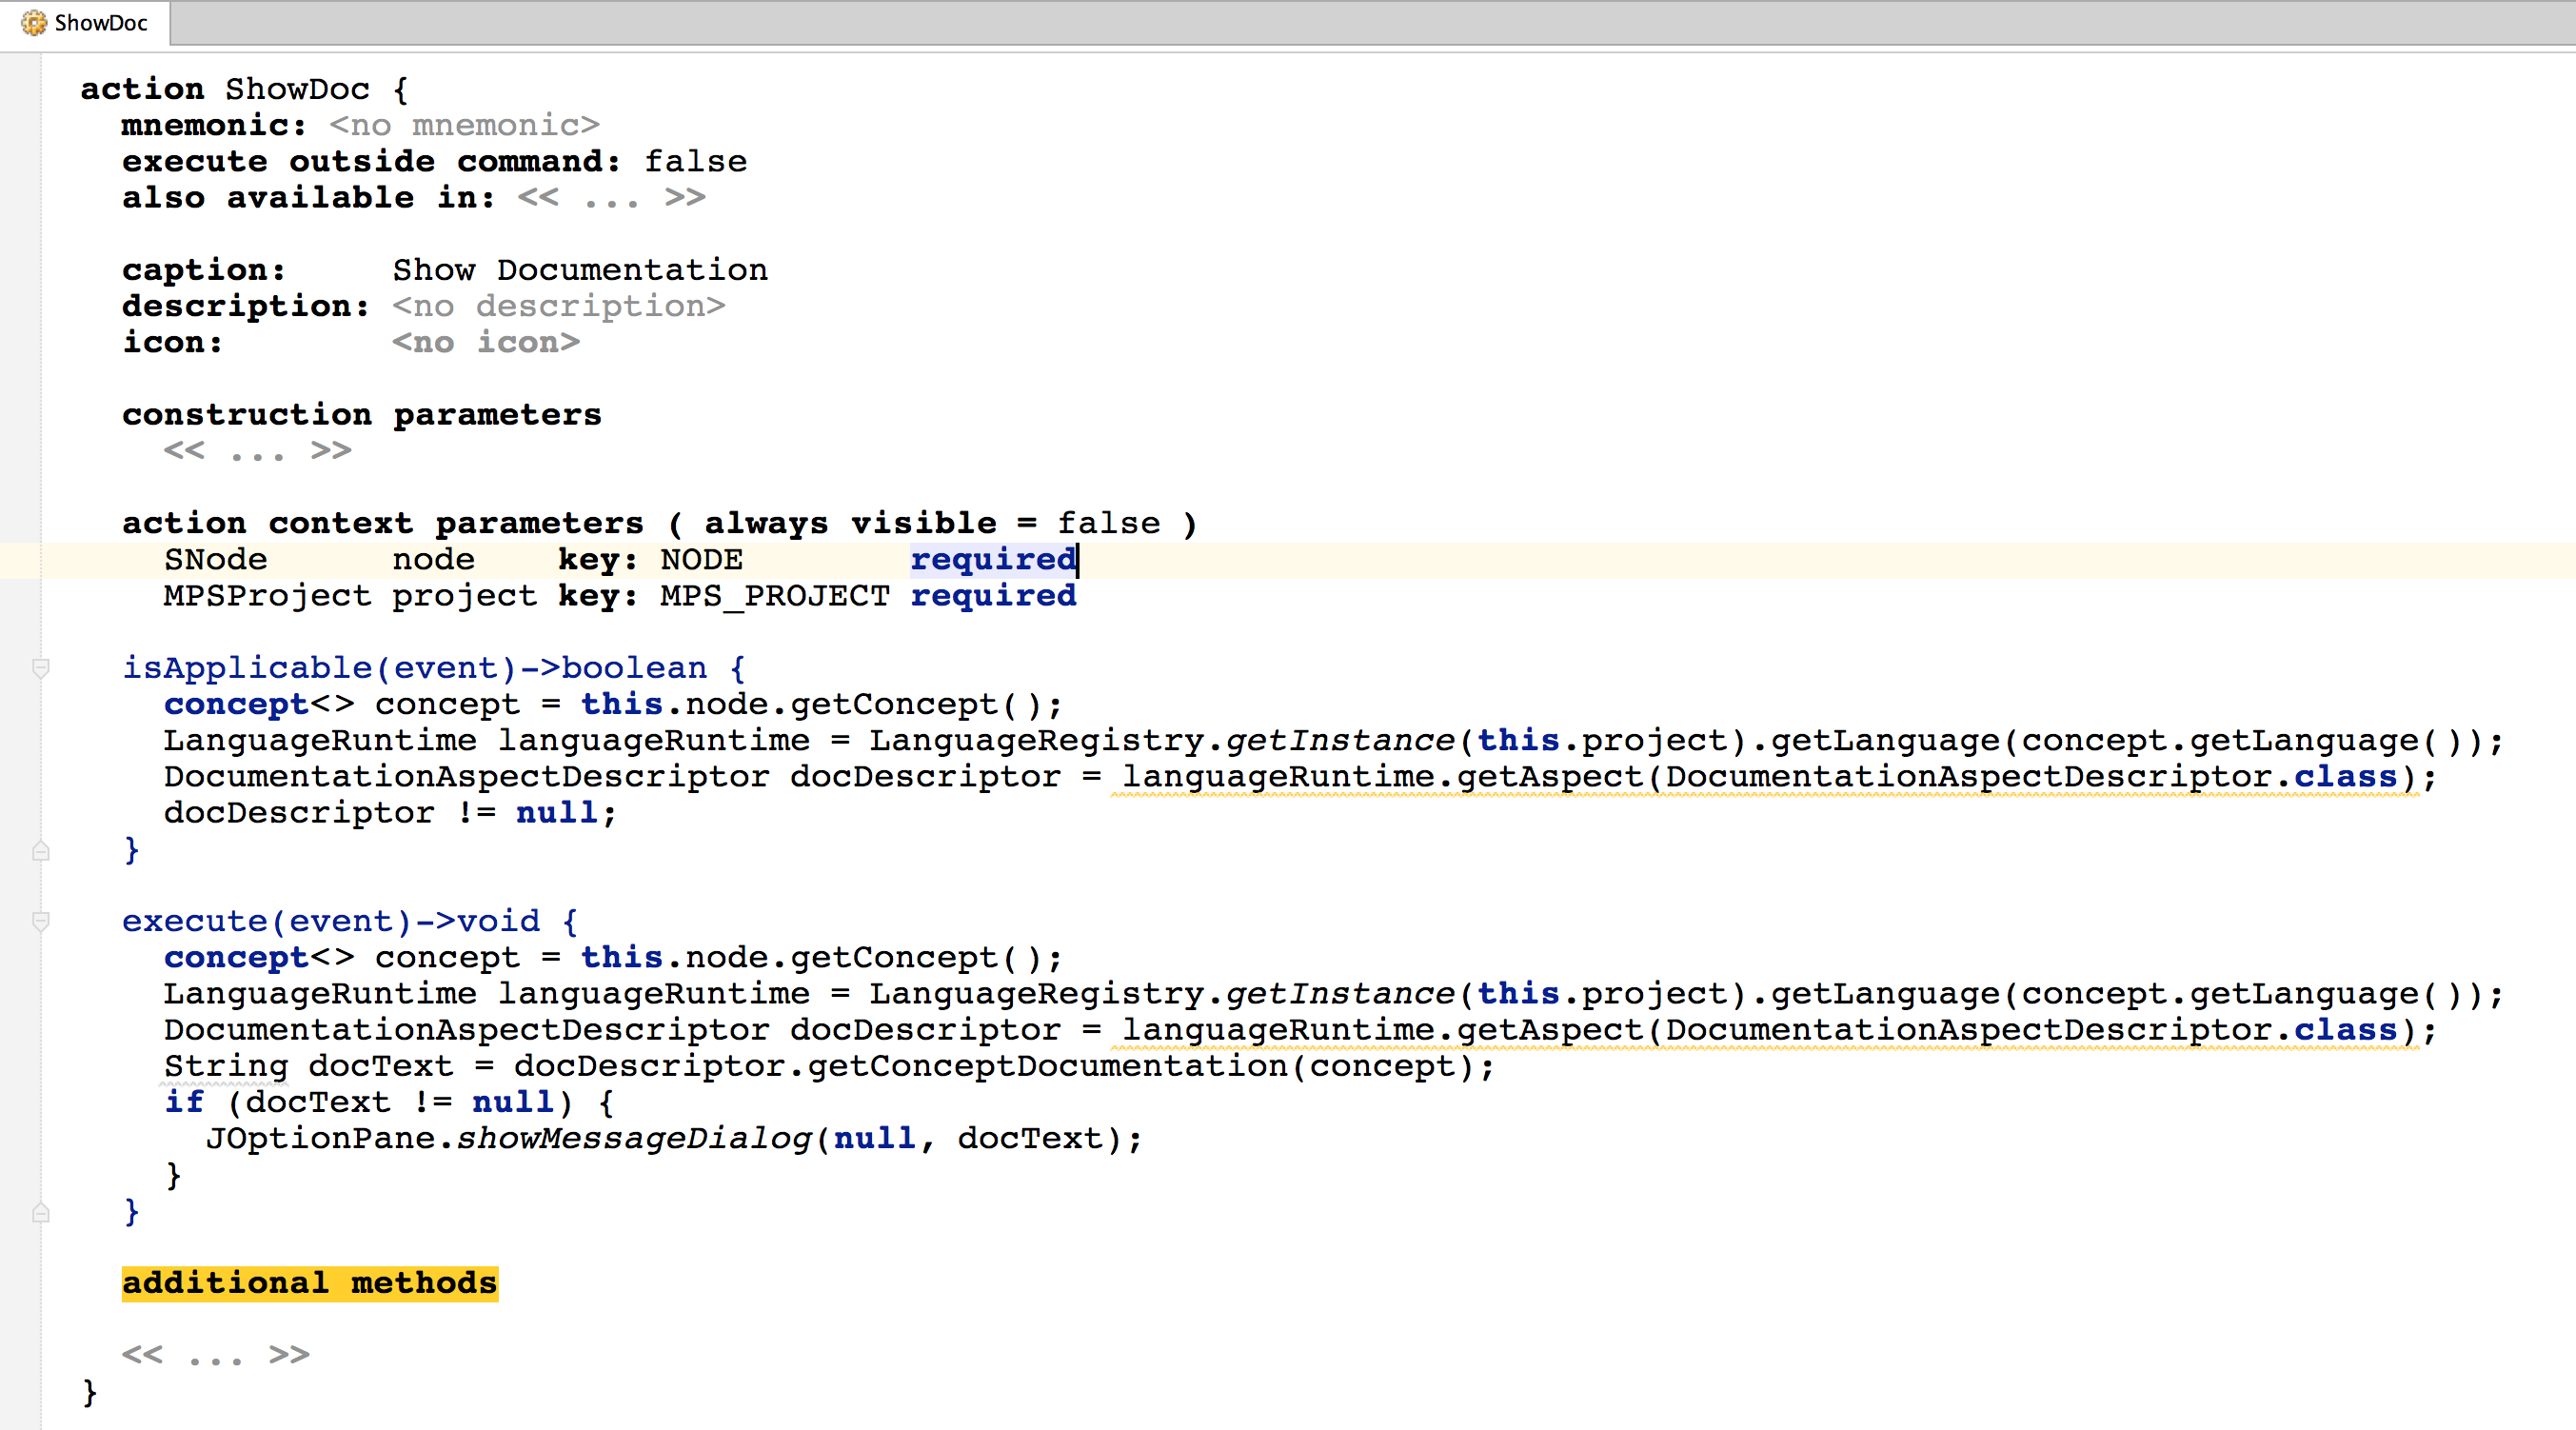 ShowDoc
action ShowDoc {
mnemonic: <no mnemonic>
execute outside command: false
also available in: << ... >>
caption: Show Documentation
description: <no description>
icon: <no icon>
construction parameters
<< ... >>
action context parameters ( always visible = false )
SNode node key: NODE required
MPSProject project key: MPS_PROJECT required
isApplicable(event)->boolean {
concept<> concept = this.node.getConcept();
LanguageRuntime languageRuntime = LanguageRegistry.getInstance(this.project).getLanguage(concept.getLanguage());
DocumentationAspectDescriptor docDescriptor = languageRuntime.getAspect(DocumentationAspectDescriptor.class);
docDescriptor != null;
}
execute(event)->void {
concept<> concept = this.node.getConcept();
LanguageRuntime languageRuntime = LanguageRegistry.getInstance(this.project).getLanguage(concept.getLanguage());
DocumentationAspectDescriptor docDescriptor = languageRuntime.getAspect(DocumentationAspectDescriptor.class);
String docText = docDescriptor.getConceptDocumentation(concept);
if (docText != null) {
JOptionPane.showMessageDialog(null, docText);
}
}
additional methods
<< ... >>
}